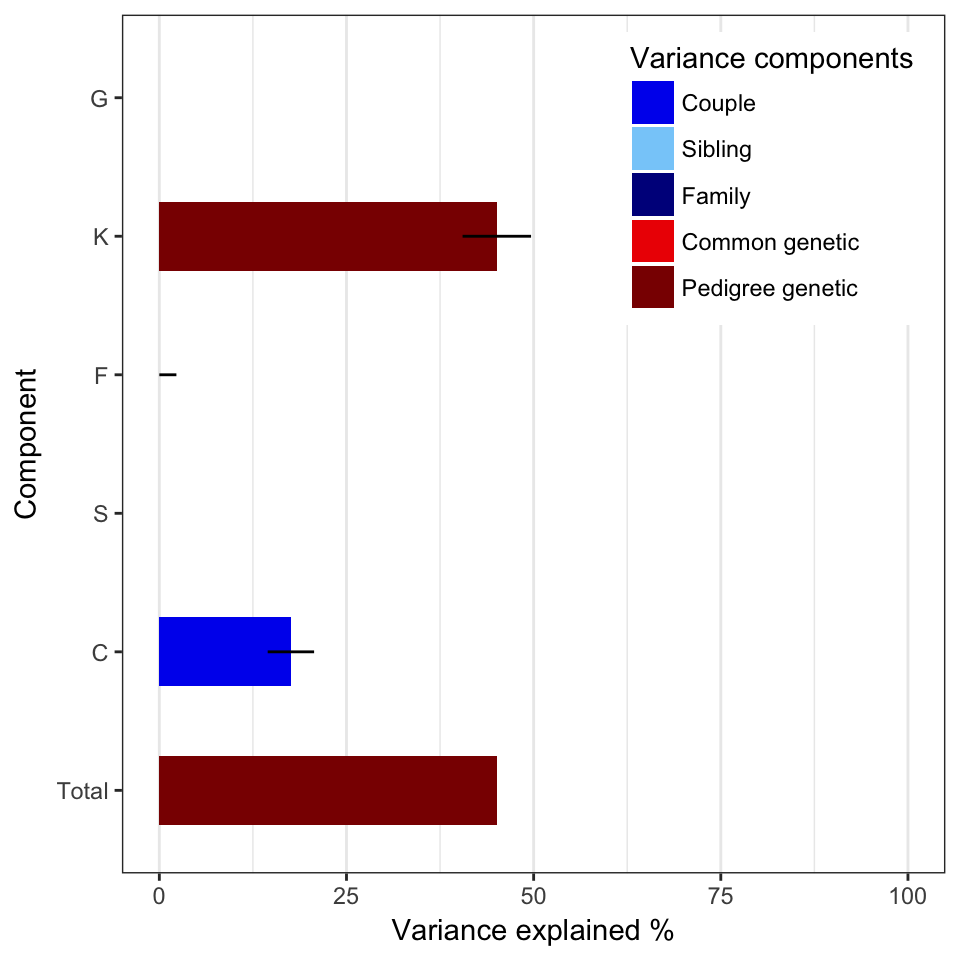 Variance components
Couple
Sibling
Family
Common genetic
Pedigree genetic
Component
G
K
F
S
C
Total
0 25 50 75 100
Variance explained %